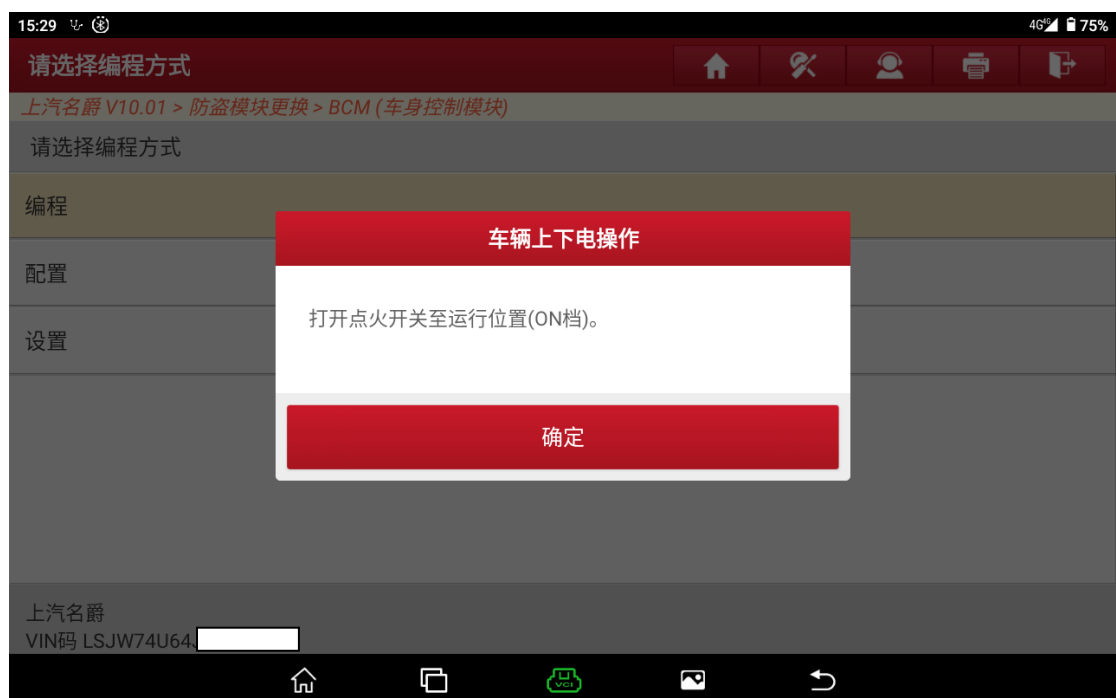 15:29
4G 4G 75%
请选择编程方式
上汽名爵 V10.01 > 防盗模块更换 > BCM (车身控制模块)
请选择编程方式
编程
车辆上下电操作
配置
打开点火开关至运行位置(ON档)。
设置
确定
上汽名爵
VIN码 LSJW74U64J
VCI